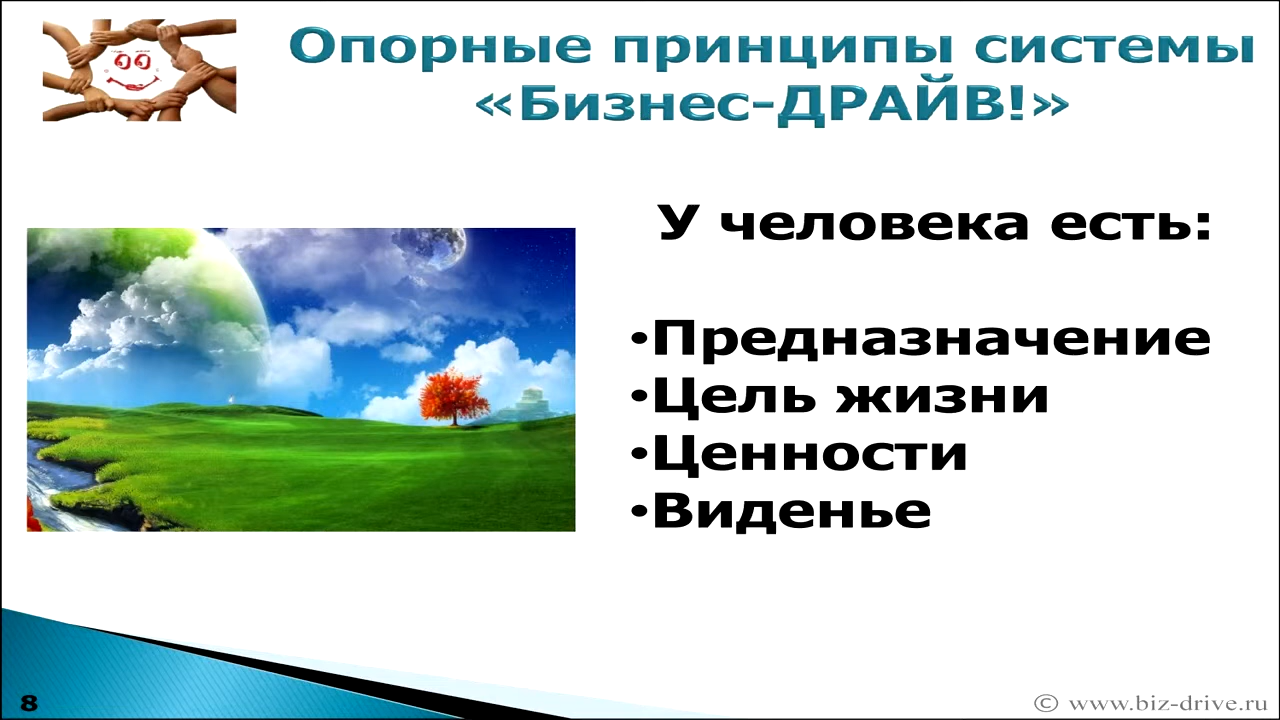 Опорные принципы системы
«Бизнес-ДРАЙВ!»
У человека есть:
•Предназначение
•Цель жизни
•Ценности
•Виденье
8
© www.biz-drive.ru